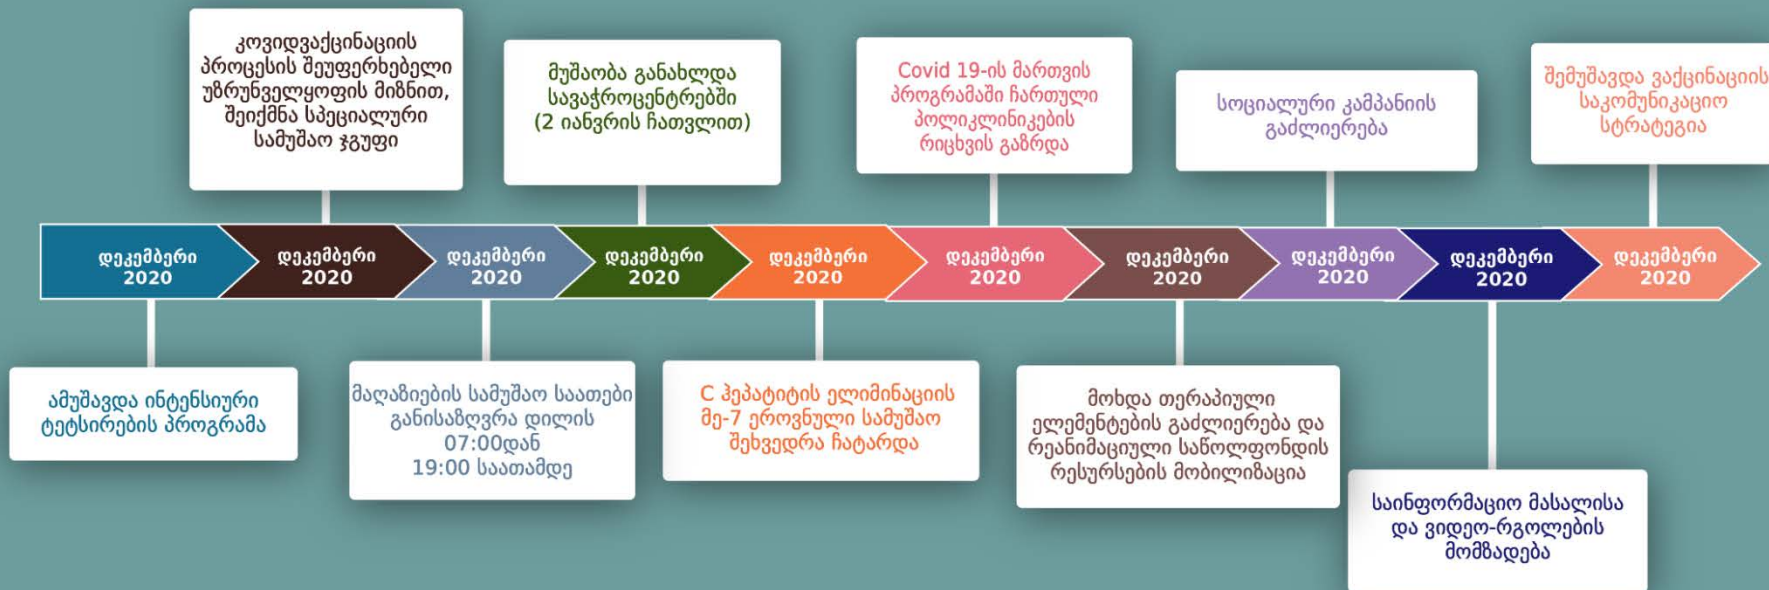 კოვიდვაქცინაციის
პროცესის შეუფერხებელი
უზრუნველყოფის მიზნით,
შეიქმნა სპეციალური
სამუშაო ჯგუფი
მუშაობა განახლდა
სავაჭროცენტრებში
(2 იანვრის ჩათვლით)
Covid 19-ის მართვის
პროგრამაში ჩართული
პოლიკლინიკების
რიცხვის გაზრდა
სოციალური კამპანიის
გაძლიერება
შემუშავდა ვაქცინაციის
საკომუნიკაციო
სტრატეგია
დეკემბერი
2020
დეკემბერი
2020
დეკემბერი
2020
დეკემბერი
2020
დეკემბერი
2020
დეკემბერი
2020
დეკემბერი
2020
დეკემბერი
2020
დეკემბერი
2020
დეკემბერი
2020
ამუშავდა ინტენსიური
ტეტსირების პროგრამა
მაღაზიების სამუშაო საათები
განისაზღვრა დილის
07:00დან
19:00 საათამდე
C ჰეპატიტის ელიმინაციის
მე-7 ეროვნული სამუშაო
შეხვედრა ჩატარდა
მოხდა თერაპიული
ელემენტების გაძლიერება და
რეანიმაციული საწოლფონდის
რესურსების მობილიზაცია
საინფორმაციო მასალისა
და ვიდეო-რგოლების
მომზადება